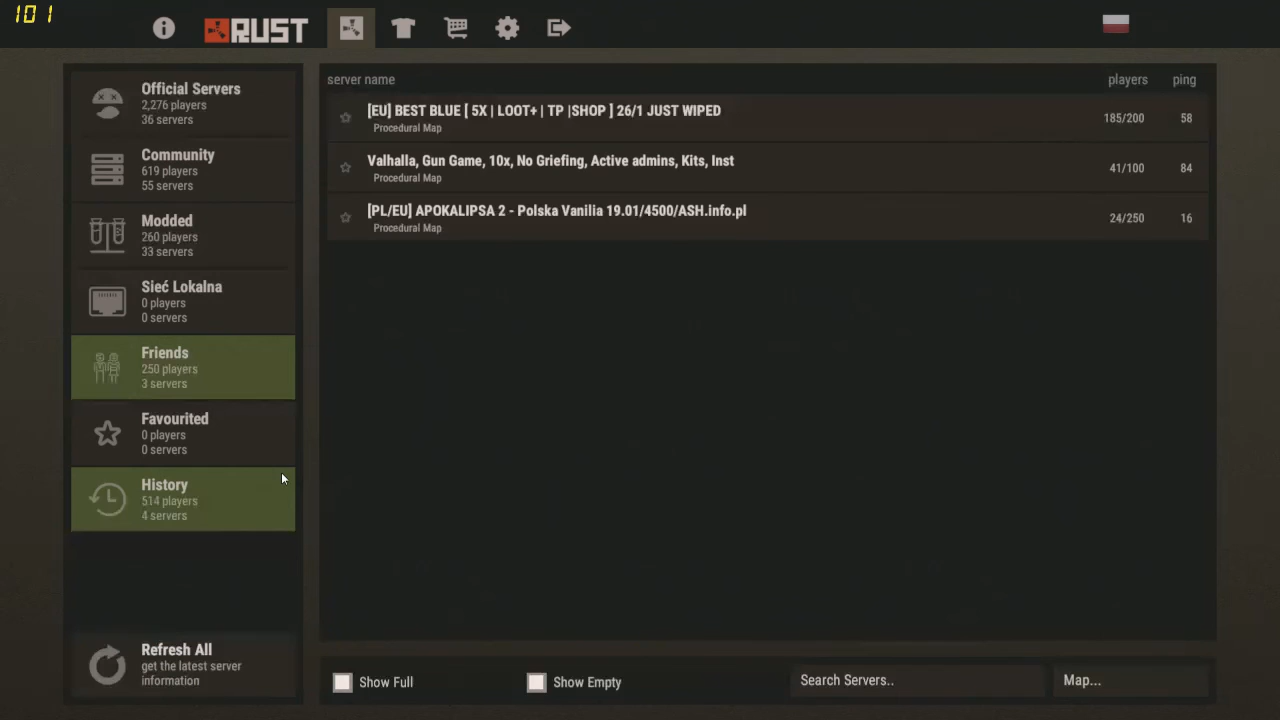 101
RUST
Official Servers
2,276 players
36 servers
Community
619 players
55 servers
Modded
260 players
33 servers
Sieć Lokalna
0 players
0 servers
Friends
250 players
3 servers
Favourited
0 players
0 servers
History
514 players
4 servers
Refresh All
get the latest server
information
server name players ping
[EU] BEST BLUE [ 5X | LOOT+ | TP |SHOP ] 26/1 JUST WIPED
Procedural Map
185/200 58
Valhalla, Gun Game, 10x, No Griefing, Active admins, Kits, Inst
Procedural Map
41/100 84
[PL/EU] APOKALIPSA 2 - Polska Vanilia 19.01/4500/ASH.info.pl
Procedural Map
24/250 16
Show Full
Show Empty
Search Servers..
Map...